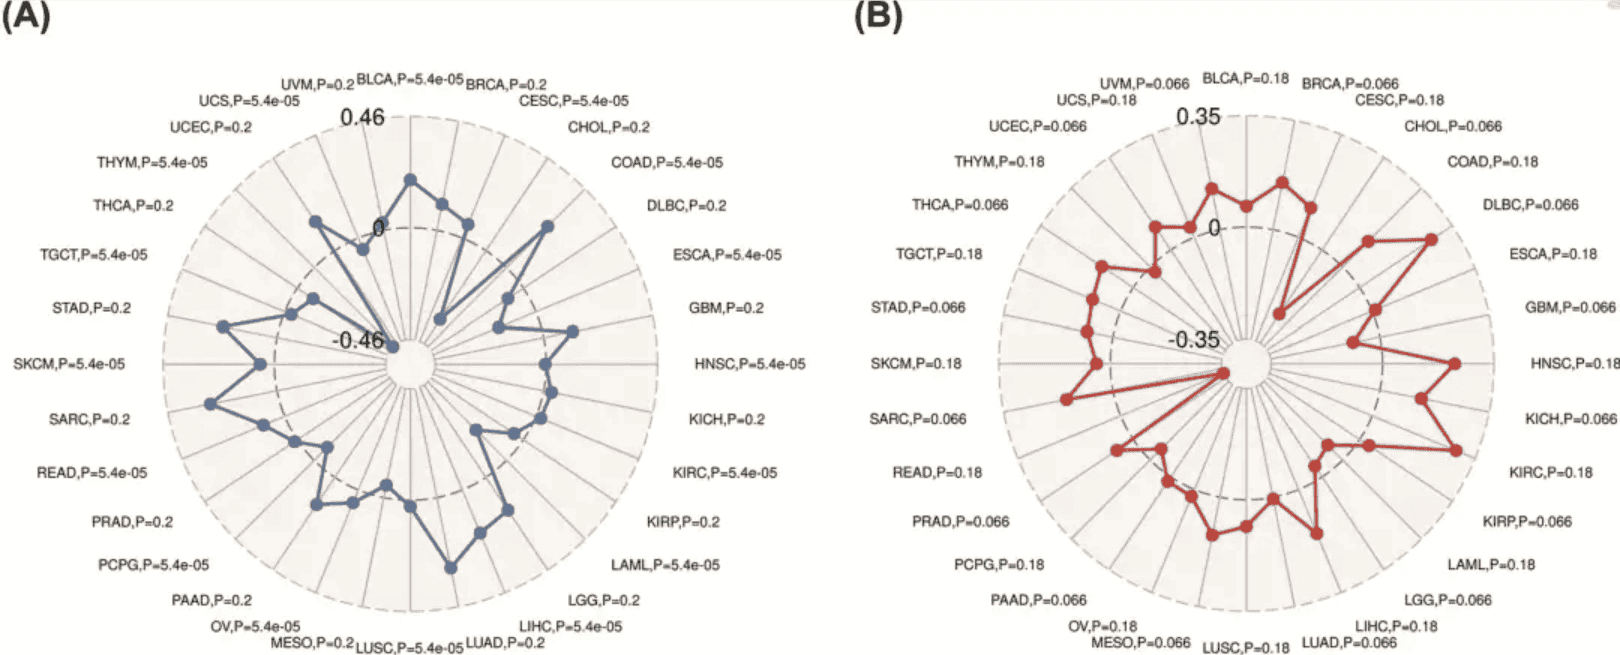 (A)
BLCA,P=5.4e-05
BRCA,P=0.2
CESC,P=5.4e-05
CHOL,P=0.2
COAD,P=5.4e-05
DLBC,P=0.2
ESCA,P=5.4e-05
GBM,P=0.2
HNSC,P=5.4e-05
KICH,P=0.2
KIRC,P=5.4e-05
KIRP,P=0.2
LAML,P=5.4e-05
LGG,P=0.2
LIHC,P=5.4e-05
LUAD,P=0.2
LUSC,P=5.4e-05
MESO,P=0.2
OV,P=5.4e-05
PAAD,P=0.2
PCPG,P=5.4e-05
PRAD,P=0.2
READ,P=5.4e-05
SARC,P=0.2
SKCM,P=5.4e-05
STAD,P=0.2
TGCT,P=5.4e-05
THCA,P=0.2
THYM,P=5.4e-05
UCEC,P=0.2
UCS,P=5.4e-05
UVM,P=0.2
0.46
0
-0.46
(B)
BLCA,P=0.18
BRCA,P=0.066
CESC,P=0.18
CHOL,P=0.066
COAD,P=0.18
DLBC,P=0.066
ESCA,P=0.18
GBM,P=0.066
HNSC,P=0.18
KICH,P=0.066
KIRC,P=0.18
KIRP,P=0.066
LAML,P=0.18
LGG,P=0.066
LIHC,P=0.18
LUAD,P=0.066
LUSC,P=0.18
MESO,P=0.066
OV,P=0.18
PAAD,P=0.066
PCPG,P=0.18
PRAD,P=0.066
READ,P=0.18
SARC,P=0.066
SKCM,P=0.18
STAD,P=0.066
TGCT,P=0.18
THCA,P=0.066
THYM,P=0.18
UCEC,P=0.066
UCS,P=0.18
UVM,P=0.066
0.35
0
-0.35